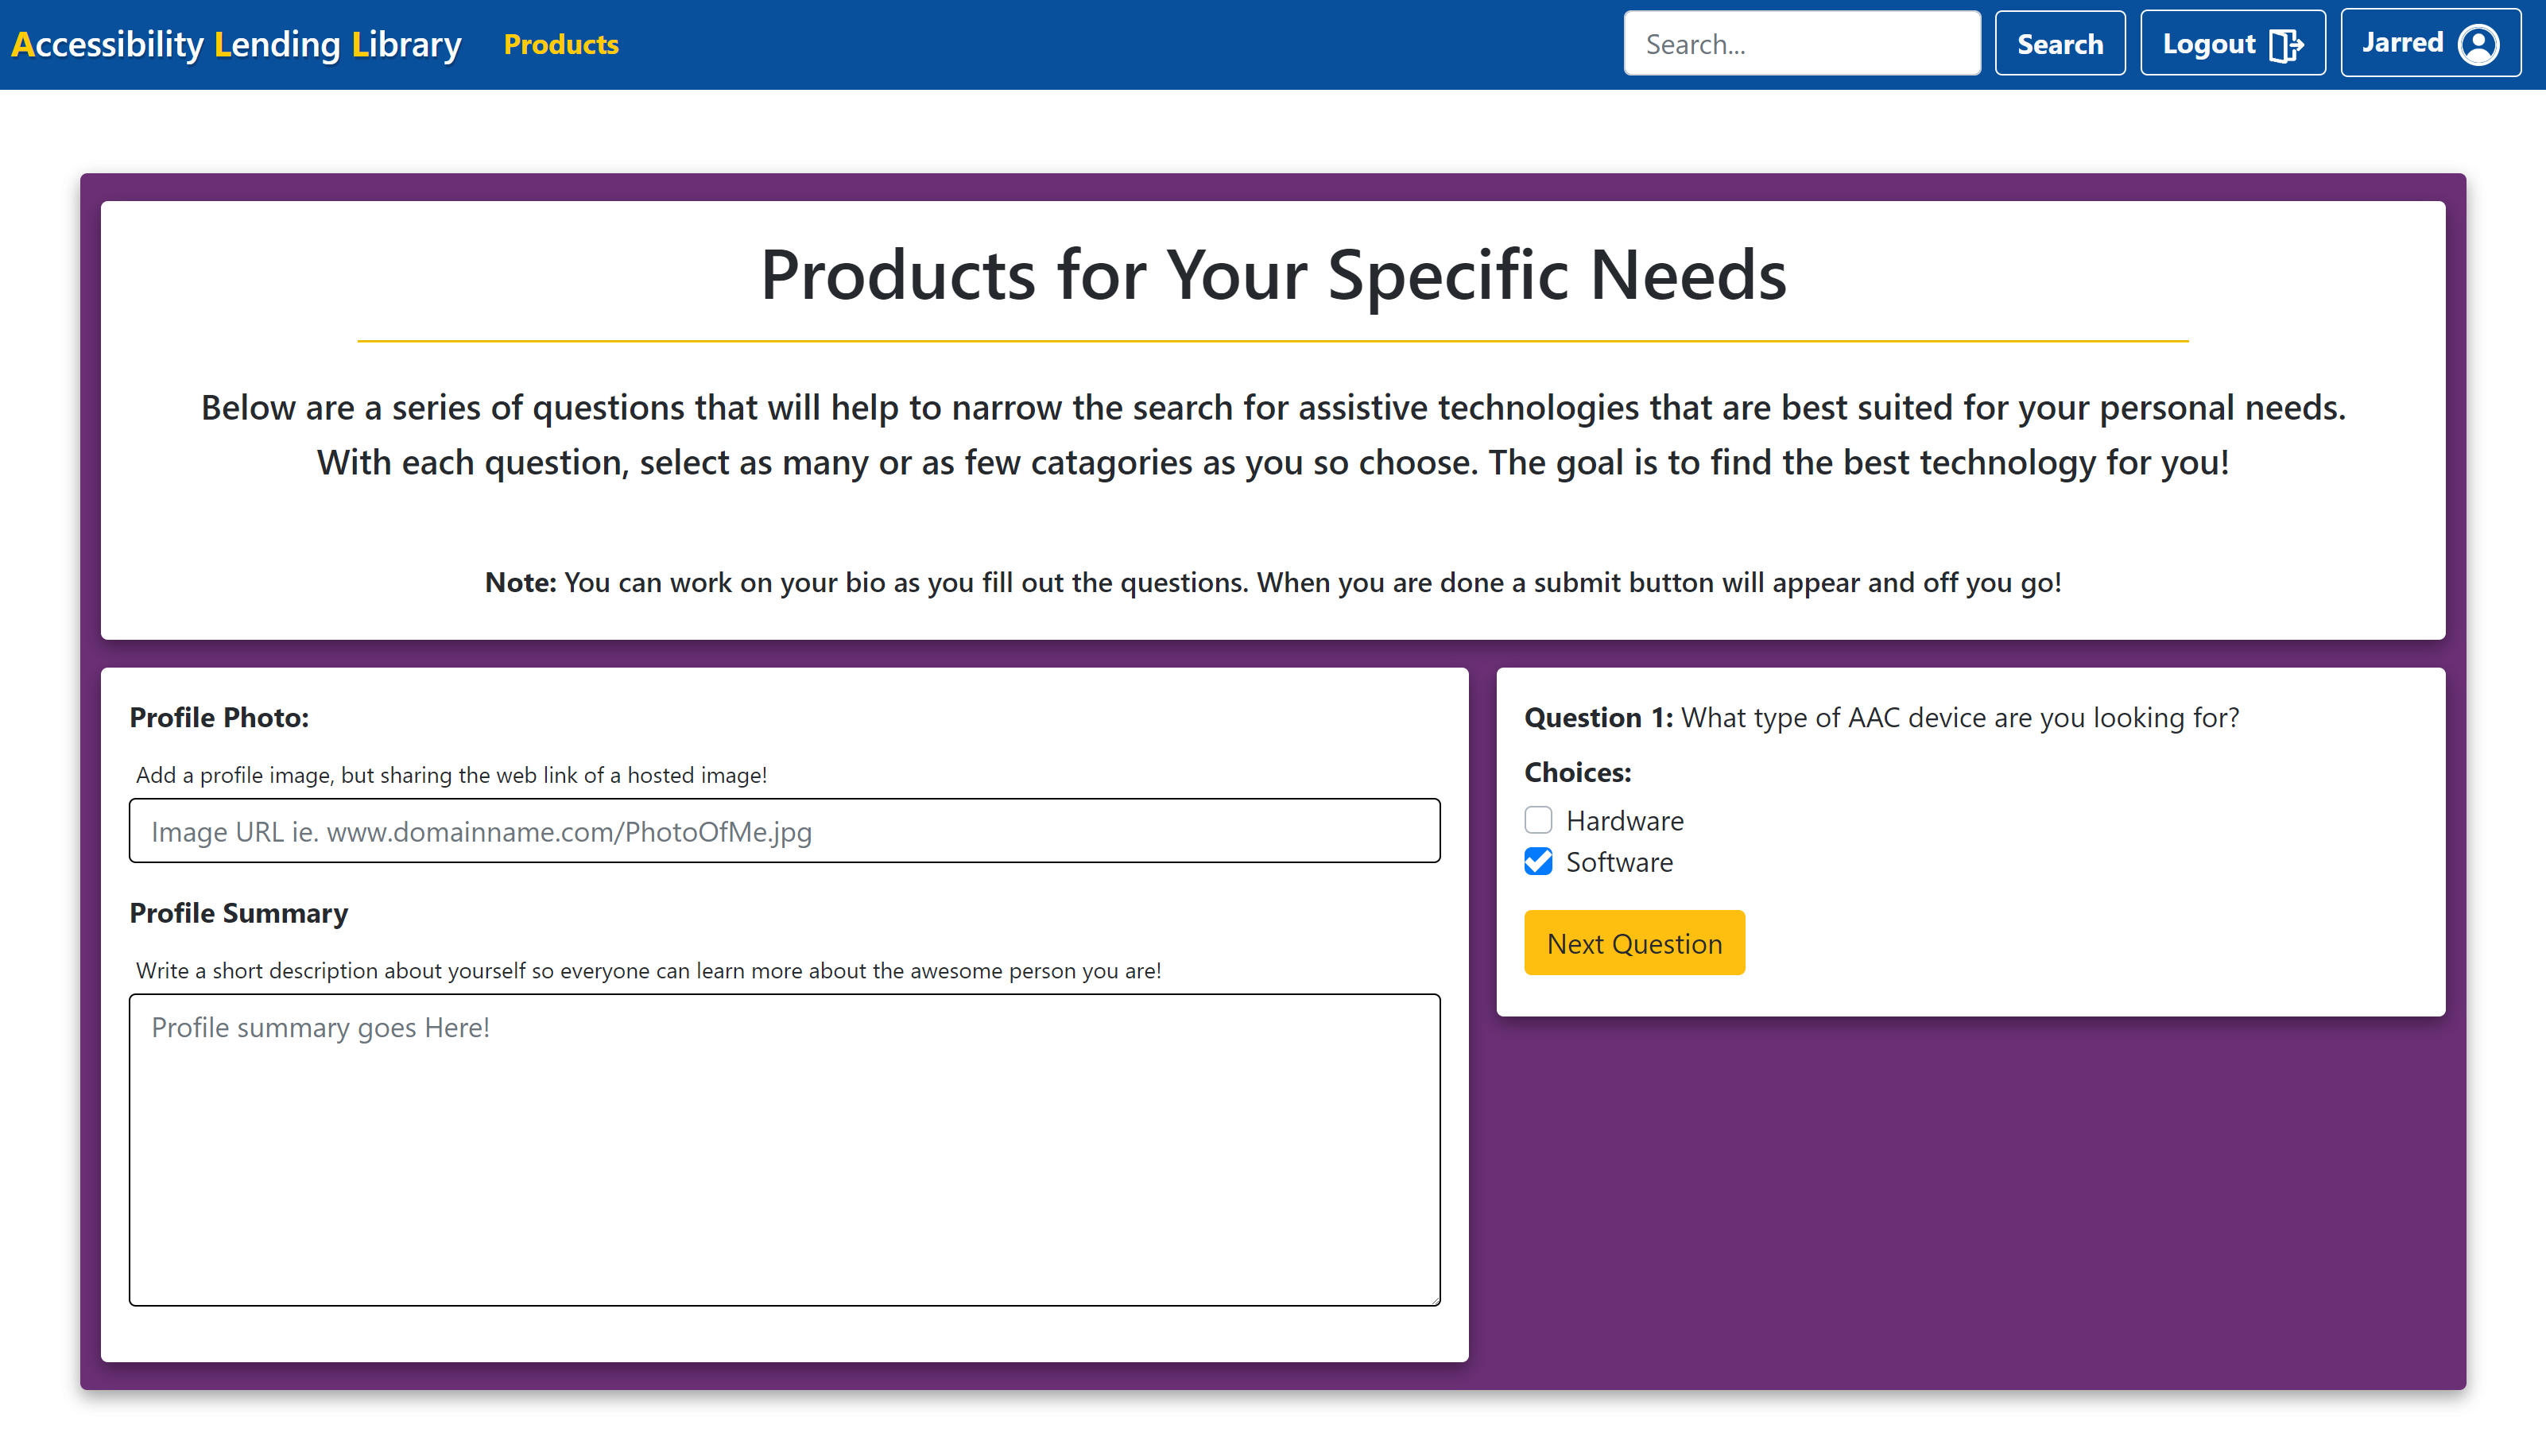 Accessibility Lending Library Products Search... Search Logout Jarred
Products for Your Specific Needs
Below are a series of questions that will help to narrow the search for assistive technologies that are best suited for your personal needs.
With each question, select as many or as few catagories as you so choose. The goal is to find the best technology for you!
Note: You can work on your bio as you fill out the questions. When you are done a submit button will appear and off you go!
Profile Photo:
Add a profile image, but sharing the web link of a hosted image!
Image URL ie. www.domainname.com/PhotoOfMe.jpg
Profile Summary
Write a short description about yourself so everyone can learn more about the awesome person you are!
Profile summary goes Here!
Question 1: What type of AAC device are you looking for?
Choices:
Hardware
Software
Next Question